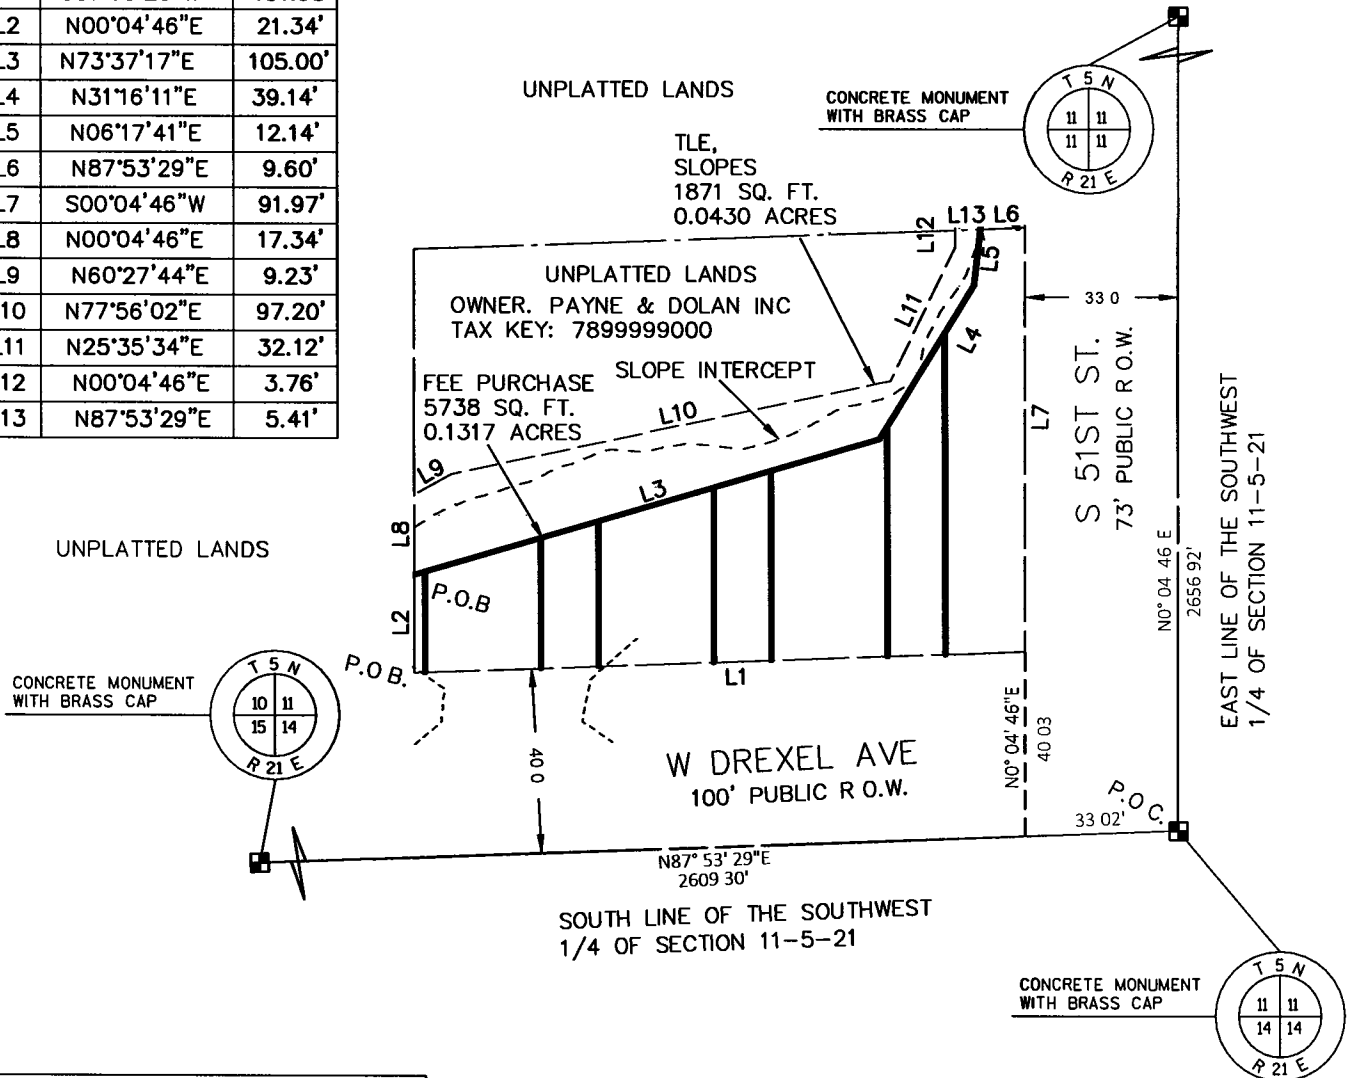 L2 N00°04'46"E 21.34'
L3 N73°37'17"E 105.00'
L4 N31°16'11"E 39.14'
L5 N06°17'41"E 12.14'
L6 N87°53'29"E 9.60'
L7 S00°04'46"W 91.97'
L8 N00°04'46"E 17.34'
L9 N60°27'44"E 9.23'
10 N77°56'02"E 97.20'
11 N25°35'34"E 32.12'
12 N00°04'46"E 3.76'
13 N87°53'29"E 5.41'
UNPLATTED LANDS
CONCRETE MONUMENT
WITH BRASS CAP
T 5 N
11 11
11 11
R 21 E
TLE,
SLOPES
1871 SQ. FT.
0.0430 ACRES
L12
L13 L6
L5
UNPLATTED LANDS
OWNER. PAYNE & DOLAN INC
TAX KEY: 7899999000
L11
L4
33 0
SLOPE INTERCEPT
FEE PURCHASE
5738 SQ. FT.
0.1317 ACRES
L10
L9
L3
L8
L7
S 51ST ST.
73' PUBLIC R O.W.
N0° 04 46 E
2656 92'
EAST LINE OF THE SOUTHWEST
1/4 OF SECTION 11-5-21
UNPLATTED LANDS
P.O.B
L2
P.O B.
L1
CONCRETE MONUMENT
WITH BRASS CAP
T 5 N
10 11
15 14
R 21 E
40 0
W DREXEL AVE
100' PUBLIC R O.W.
N0° 04' 46"E
40 03
P.O C.
33 02'
N87° 53' 29"E
2609 30'
SOUTH LINE OF THE SOUTHWEST
1/4 OF SECTION 11-5-21
CONCRETE MONUMENT
WITH BRASS CAP
T 5 N
11 11
14 14
R 21 E